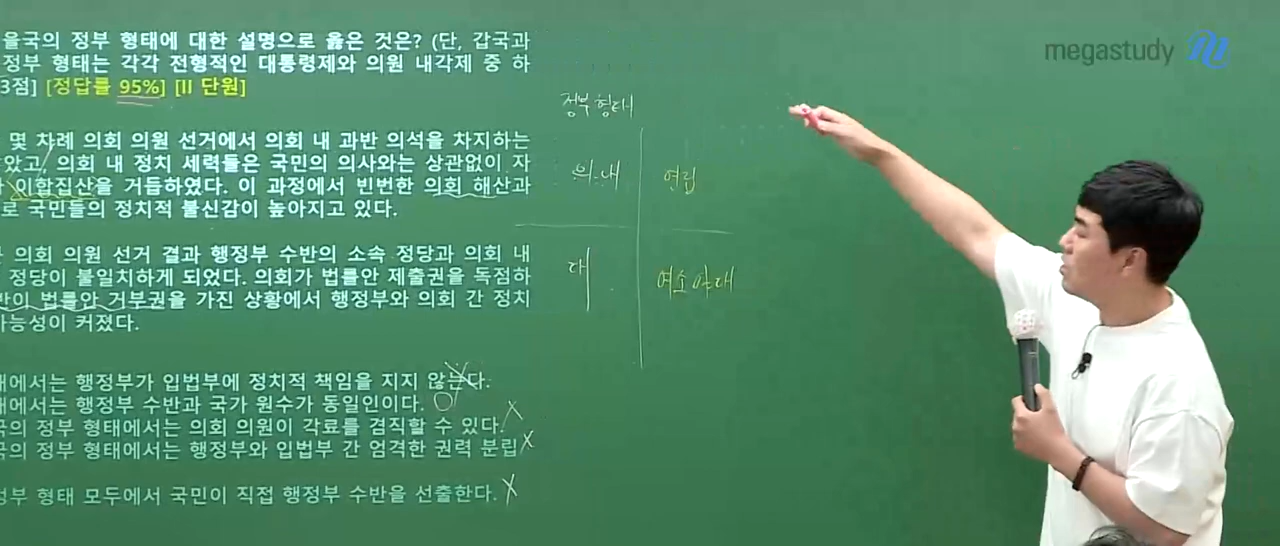 을국의 정부 형태에 대한 설명으로 옳은 것은? (단, 갑국과
정부 형태는 각각 전형적인 대통령제와 의원 내각제 중 하
3점] [정답률 95%] [II 단원]
몇 차례 의회 의원 선거에서 의회 내 과반 의석을 차지하는
았고, 의회 내 정치 세력들은 국민의 의사와는 상관없이 자
이합집산을 거듭하였다. 이 과정에서 빈번한 의회 해산과
로 국민들의 정치적 불신감이 높아지고 있다.
의회 의원 선거 결과 행정부 수반의 소속 정당과 의회 내
정당이 불일치하게 되었다. 의회가 법률안 제출권을 독점하
반이 법률안 거부권을 가진 상황에서 행정부와 의회 간 정치
가능성이 커졌다.
태에서는 행정부가 입법부에 정치적 책임을 지지 않는다. X
태에서는 행정부 수반과 국가 원수가 동일인이다. O
국의 정부 형태에서는 의회 의원이 각료를 겸직할 수 있다. X
국의 정부 형태에서는 행정부와 입법부 간 엄격한 권력 분립 X
정부 형태 모두에서 국민이 직접 행정부 수반을 선출한다. X
정부형태
의.내 연립
대 여소야대
megastudy M